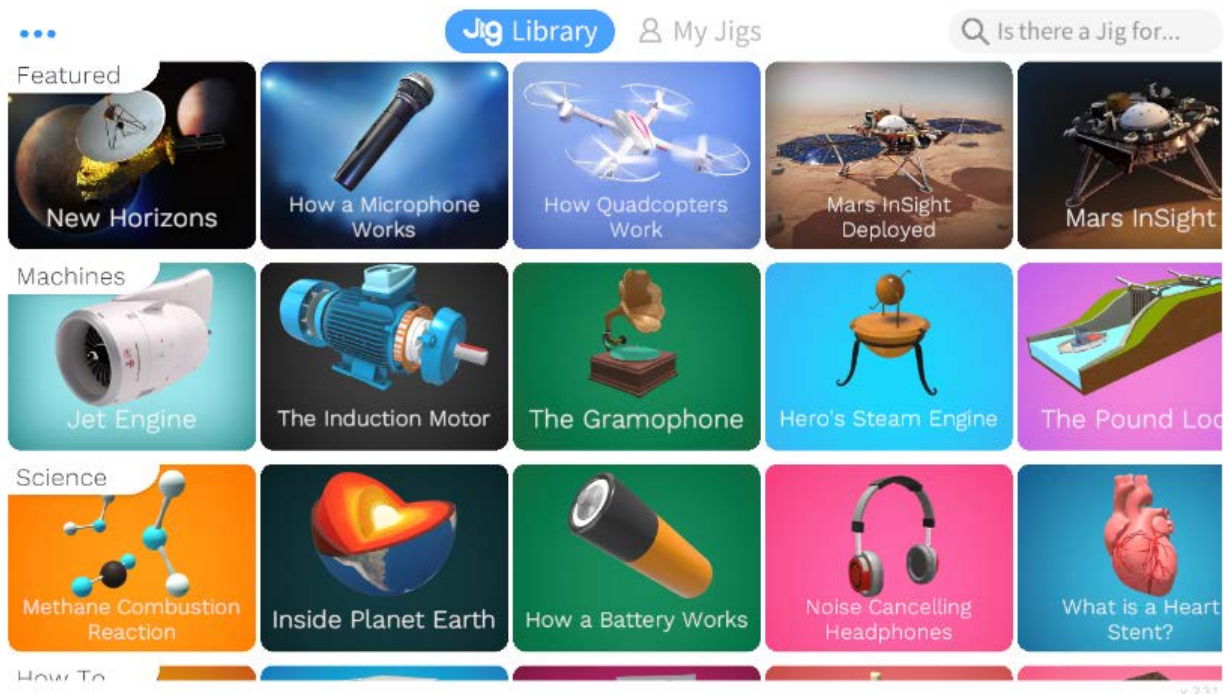 Jig Library
My Jigs
Is there a Jig for...
Featured
New Horizons
How a Microphone
Works
How Quadcopters
Work
Mars InSight
Deployed
Mars InSight
Machines
Jet Engine
The Induction Motor
The Gramophone
Hero's Steam Engine
The Pound Loc
Science
Methane Combustion
Reaction
Inside Planet Earth
How a Battery Works
Noise Cancelling
Headphones
What is a Heart
Stent?
How To